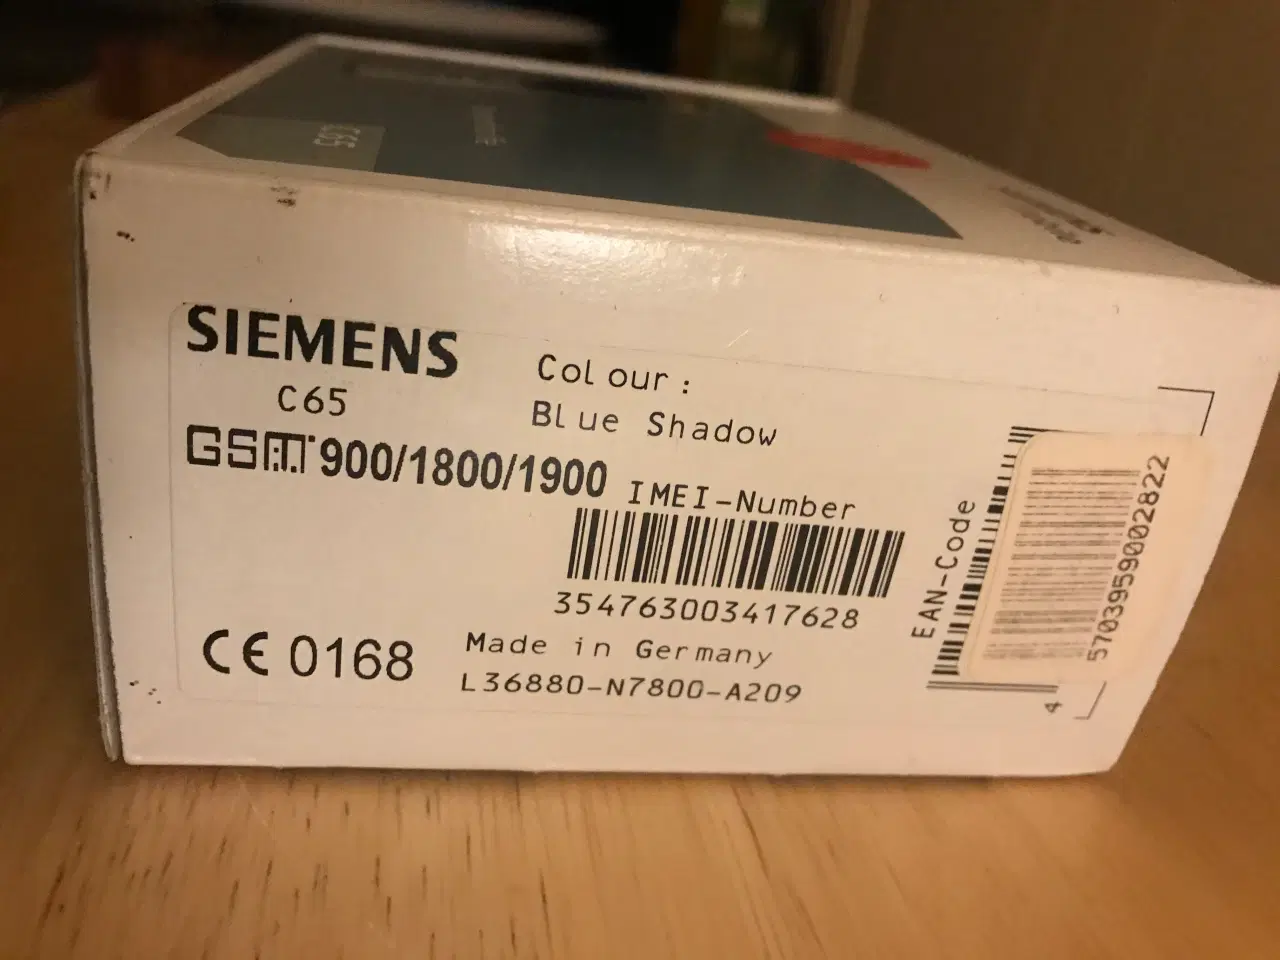 C65
SIEMENS
C65
GSM 900/1800/1900
Colour:
Blue Shadow
IMEI-Number
354763003417628
CE 0168
Made in Germany
L36880-N7800-A209
EAN-Code
5703959002822
4